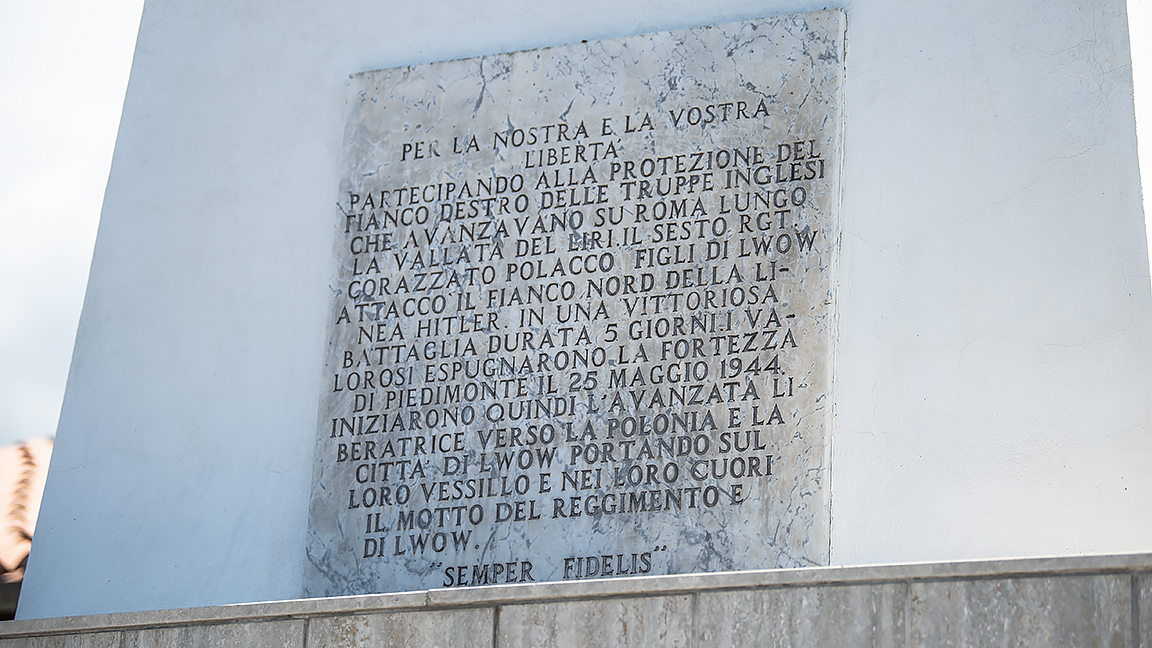 PER LA NOSTRA E LA VOSTRA
LIBERTA'
PARTECIPANDO ALLA PROTEZIONE DEL
FIANCO DESTRO DELLE TRUPPE INGLESI
CHE AVANZAVANO SU ROMA LUNGO
LA VALLATA DEL LIRI IL SESTO RGT
CORAZZATO POLACCO FIGLI DI LWOW
ATTACCO IL FIANCO NORD DELLA LI-
NEA HITLER. IN UNA VITTORIOSA
BATTAGLIA DURATA 5 GIORNI.I VA-
LOROSI ESPUGNARONO LA FORTEZZA
DI PIEDIMONTE IL 25 MAGGIO 1944.
INIZIARONO QUINDI L'AVANZATA LI-
BERATRICE VERSO LA POLONIA E LA
CITTA' DI LWOW PORTANDO SUL
LORO VESSILLO E NEI LORO CUORI
IL MOTTO DEL REGGIMENTO E
DI LWOW.
"SEMPER FIDELIS"